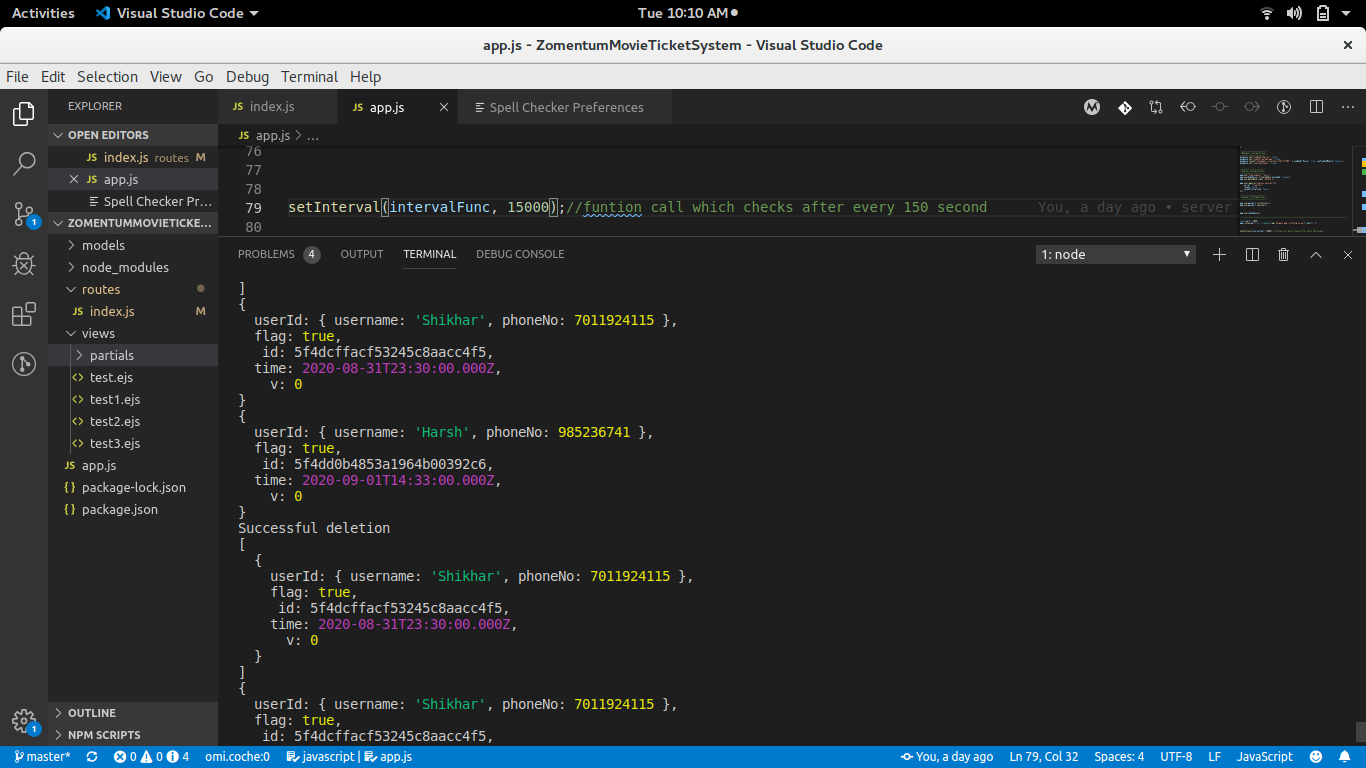 Activities Visual Studio Code Tue 10:10 AM
app.js - ZomentumMovieTicketSystem - Visual Studio Code
File Edit Selection View Go Debug Terminal Help
EXPLORER
OPEN EDITORS
index.js routes M
app.js
Spell Checker Pr...
ZOMENTUMMOVIETICKE...
models
node_modules
routes
index.js M
views
partials
test.ejs
test1.ejs
test2.ejs
test3.ejs
app.js
package-lock.json
package.json
OUTLINE
NPM SCRIPTS
1
1
index.js app.js Spell Checker Preferences
app.js > ...
76
77
78
79 setInterval(intervalFunc, 15000);//funtion call which checks after every 150 second You, a day ago • server
80
PROBLEMS 4 OUTPUT TERMINAL DEBUG CONSOLE 1: node
]
{
userId: { username: 'Shikhar', phoneNo: 7011924115 },
flag: true,
id: 5f4dcffacf53245c8aacc4f5,
time: 2020-08-31T23:30:00.000Z,
v: 0
}
{
userId: { username: 'Harsh', phoneNo: 985236741 },
flag: true,
id: 5f4dd0b4853a1964b00392c6,
time: 2020-09-01T14:33:00.000Z,
v: 0
}
Successful deletion
[
{
userId: { username: 'Shikhar', phoneNo: 7011924115 },
flag: true,
id: 5f4dcffacf53245c8aacc4f5,
time: 2020-08-31T23:30:00.000Z,
v: 0
}
]
{
userId: { username: 'Shikhar', phoneNo: 7011924115 },
flag: true,
id: 5f4dcffacf53245c8aacc4f5,
master* 0 0 4 omi.coche:0 javascript | app.js You, a day ago Ln 79, Col 32 Spaces: 4 UTF-8 LF JavaScript